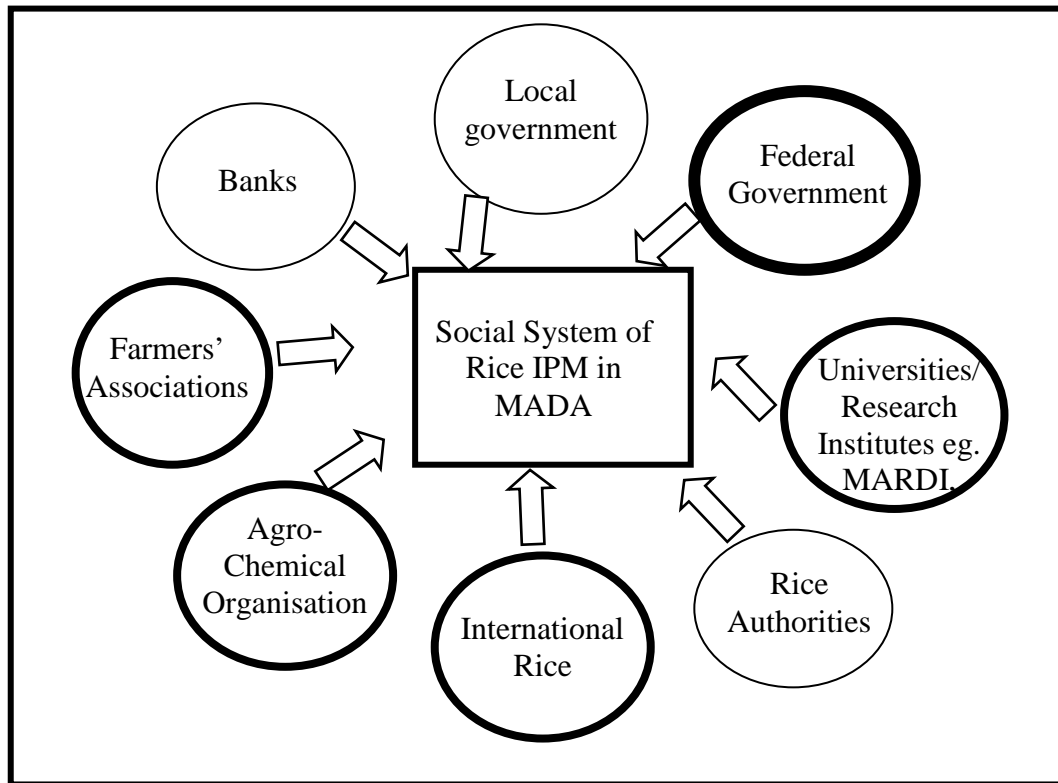 Local
government
Federal
Government
Banks
Social System of
Rice IPM in
MADA
Farmers’
Associations
Universities/
Research
Institutes eg.
MARDI.
Agro-
Chemical
Organisation
International
Rice
Rice
Authorities